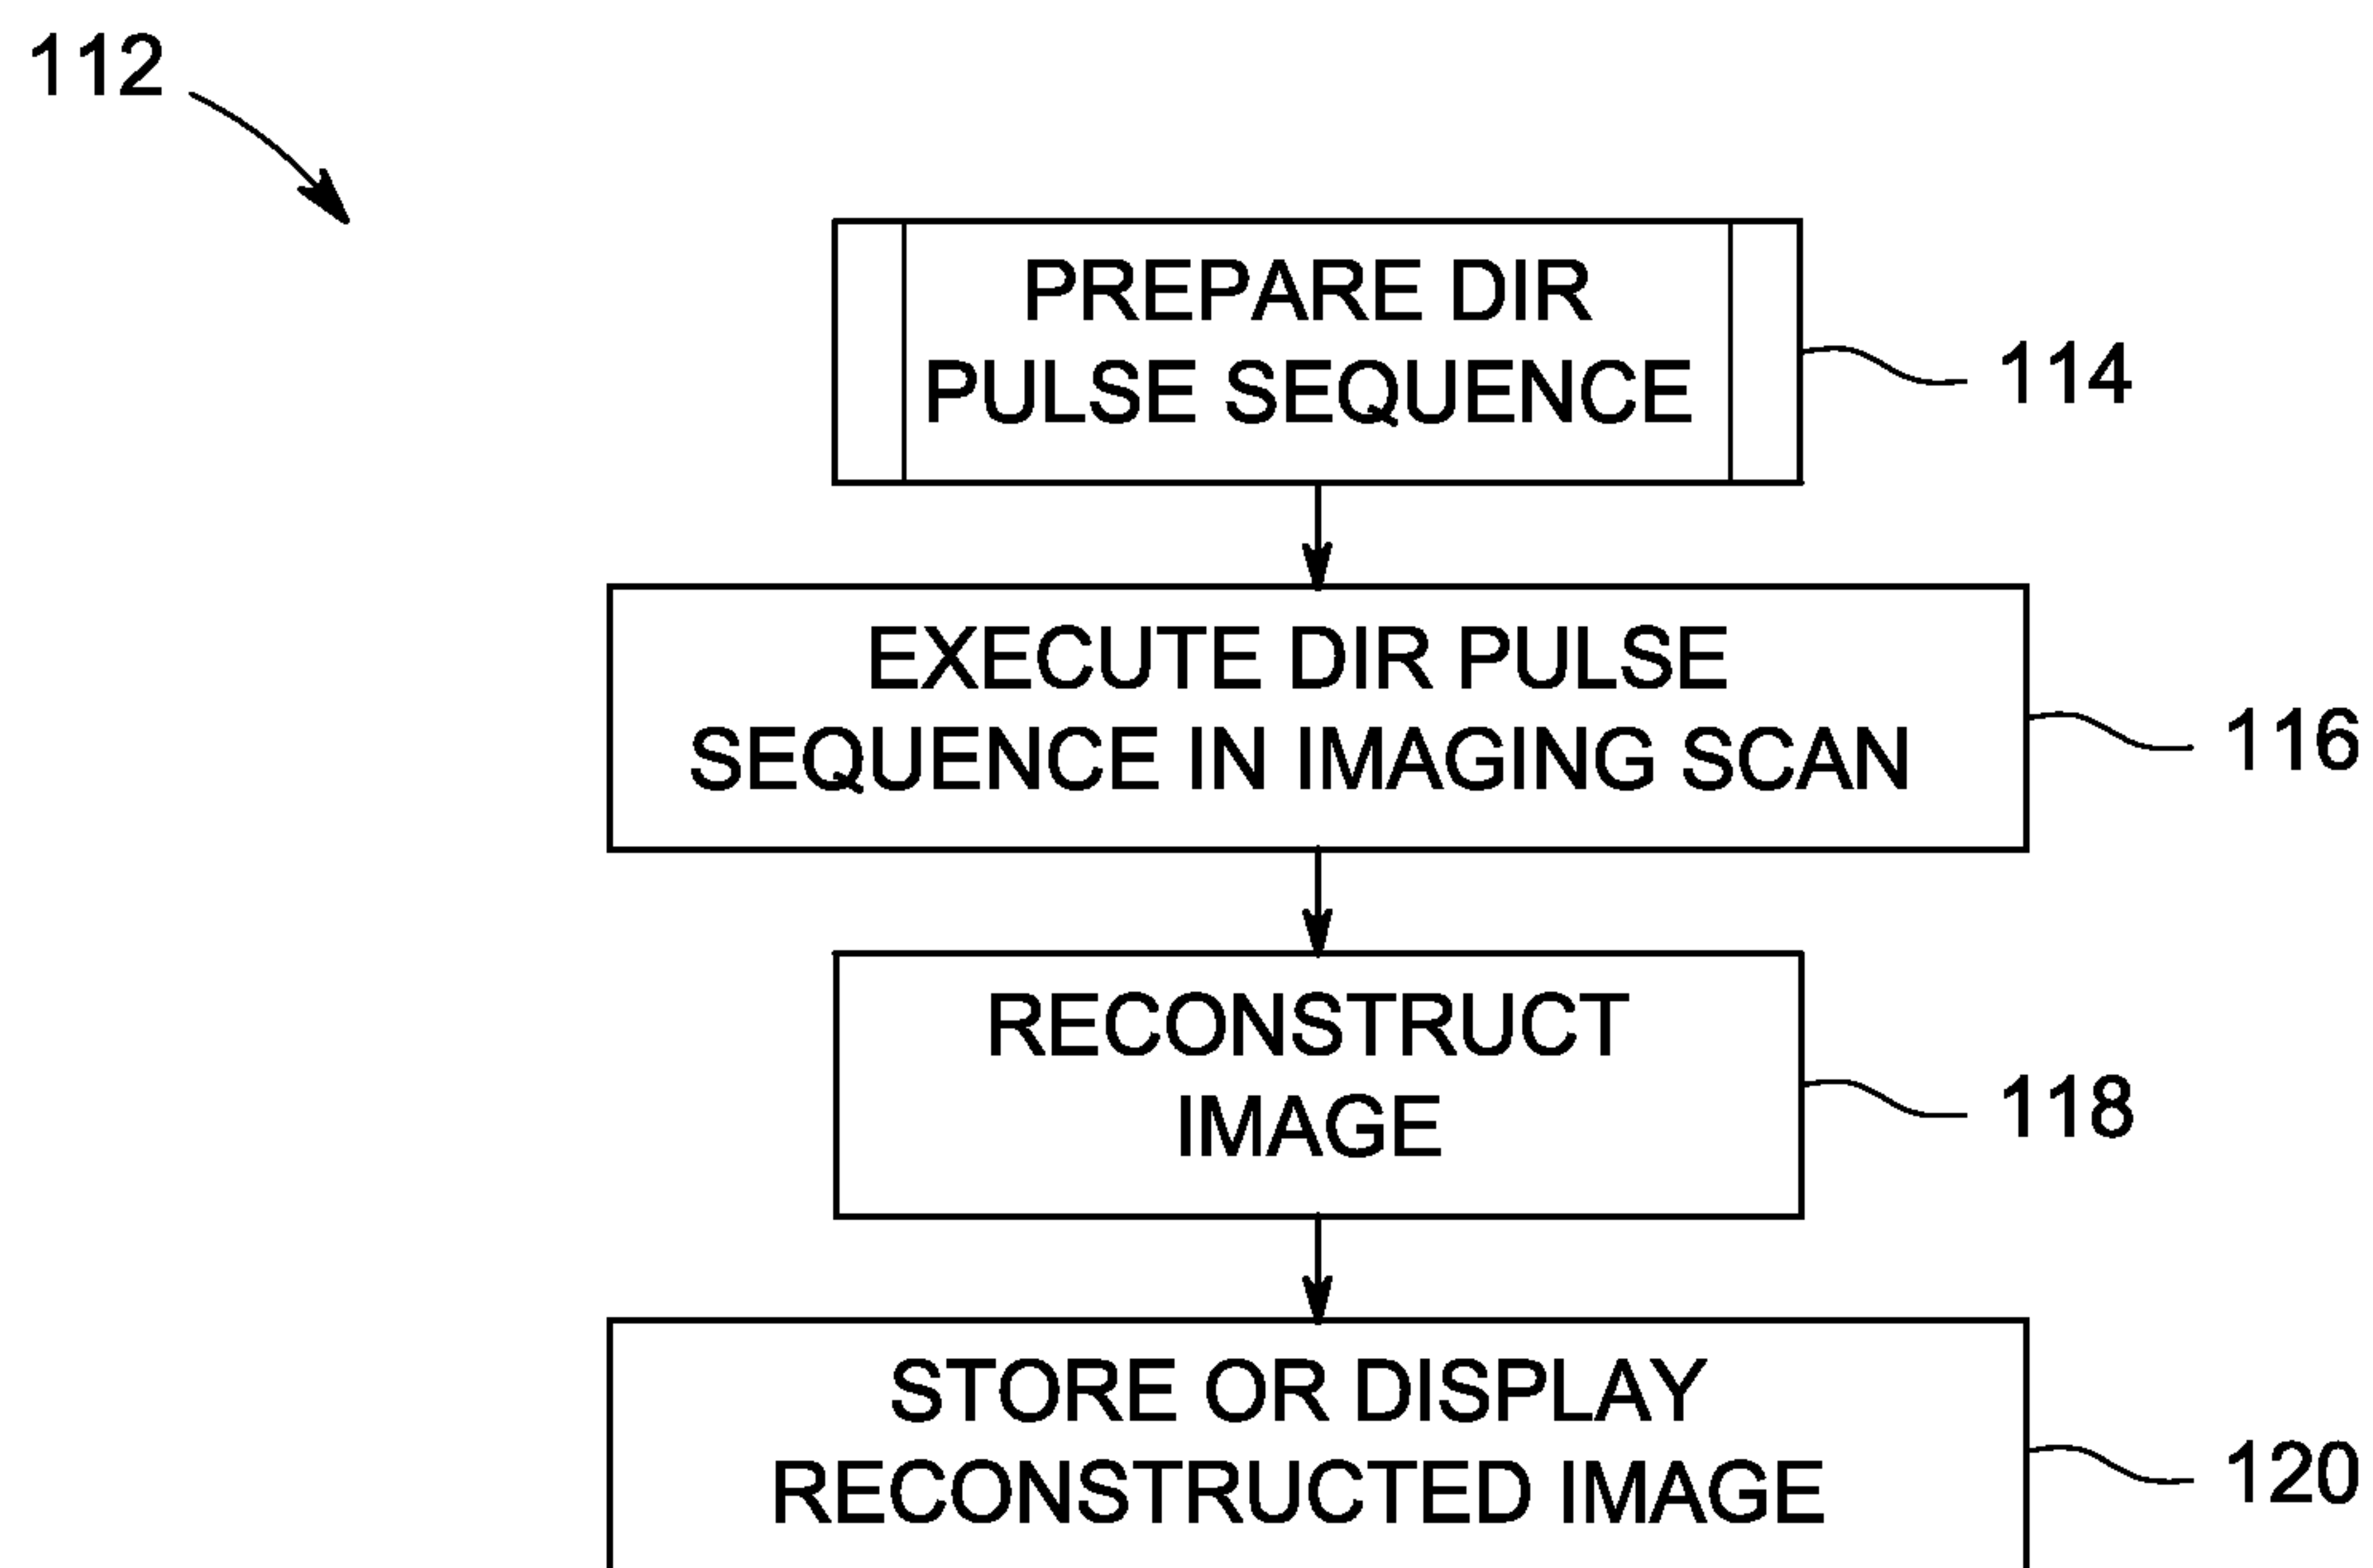 112
PREPARE DIR
PULSE SEQUENCE
114
EXECUTE DIR PULSE
SEQUENCE IN IMAGING SCAN
116
RECONSTRUCT
IMAGE
118
STORE OR DISPLAY
RECONSTRUCTED IMAGE
120